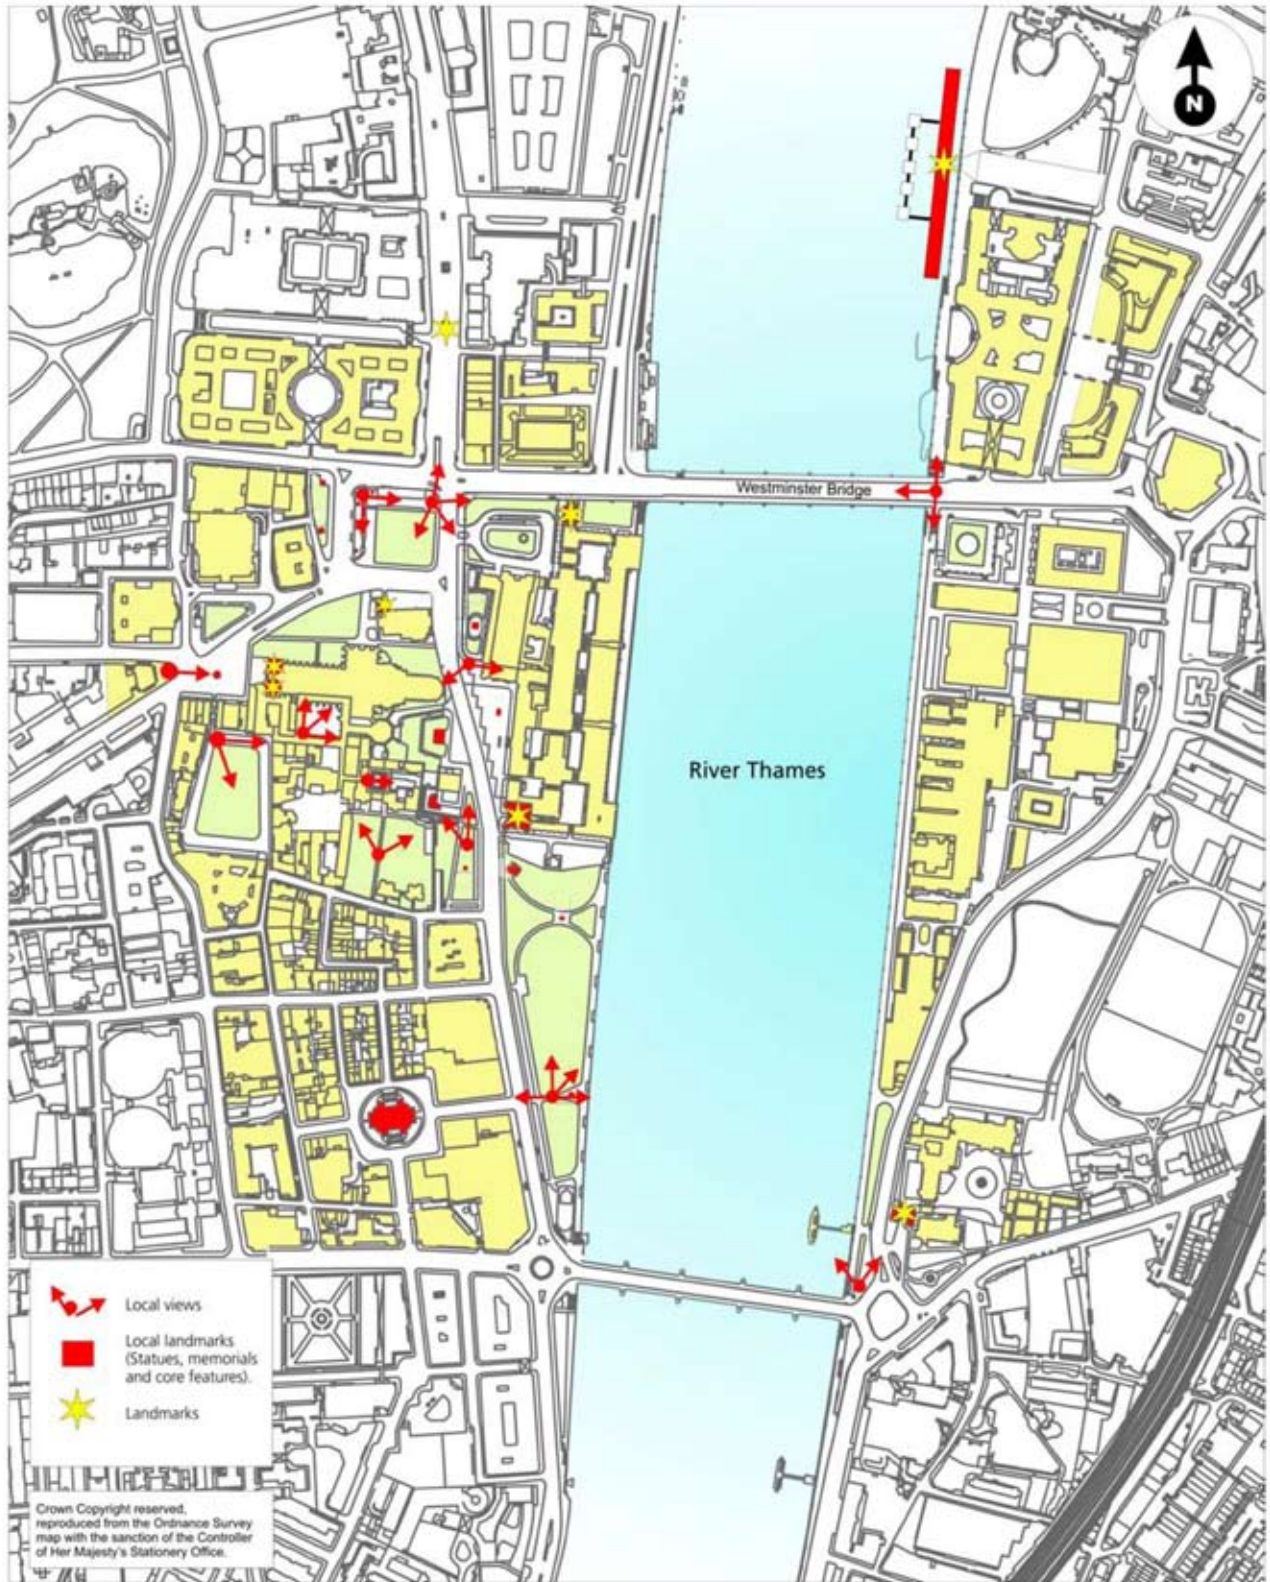 N
Westminster Bridge
River Thames
Local views
Local landmarks
(Statues, memorials
and core features).
Landmarks
Crown Copyright reserved,
reproduced from the Ordnance Survey
map with the sanction of the Controller
of Her Majesty's Stationery Office.